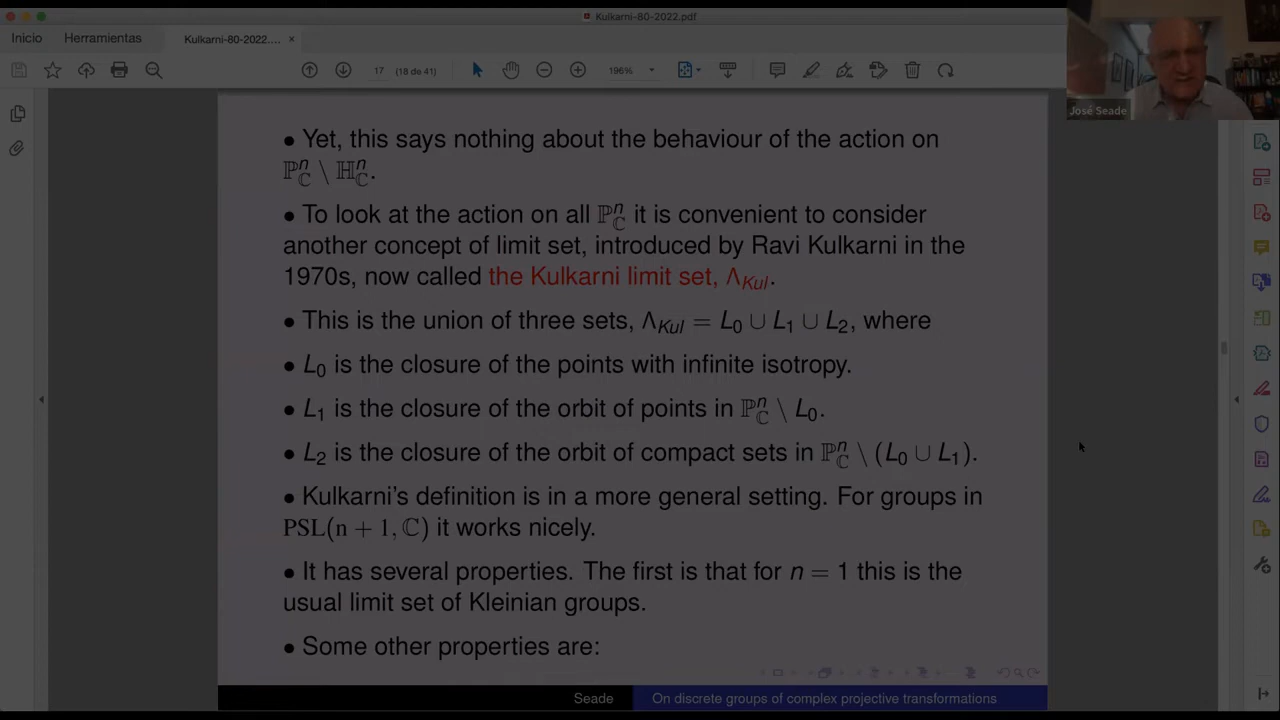 Kulkarni-80-2022.pdf
Inicio
Herramientas
Kulkarni-80-2022.... ×
17
(18 de 41)
196%
José Seade
• Yet, this says nothing about the behaviour of the action on
ℙⁿ_ℂ \ ℍⁿ_ℂ.
• To look at the action on all ℙⁿ_ℂ it is convenient to consider
another concept of limit set, introduced by Ravi Kulkarni in the
1970s, now called the Kulkarni limit set, Λ_Kul.
• This is the union of three sets, Λ_Kul = L₀ ∪ L₁ ∪ L₂, where
• L₀ is the closure of the points with infinite isotropy.
• L₁ is the closure of the orbit of points in ℙⁿ_ℂ \ L₀.
• L₂ is the closure of the orbit of compact sets in ℙⁿ_ℂ \ (L₀ ∪ L₁).
• Kulkarni's definition is in a more general setting. For groups in
PSL(n + 1, ℂ) it works nicely.
• It has several properties. The first is that for n = 1 this is the
usual limit set of Kleinian groups.
• Some other properties are:
Seade
On discrete groups of complex projective transformations